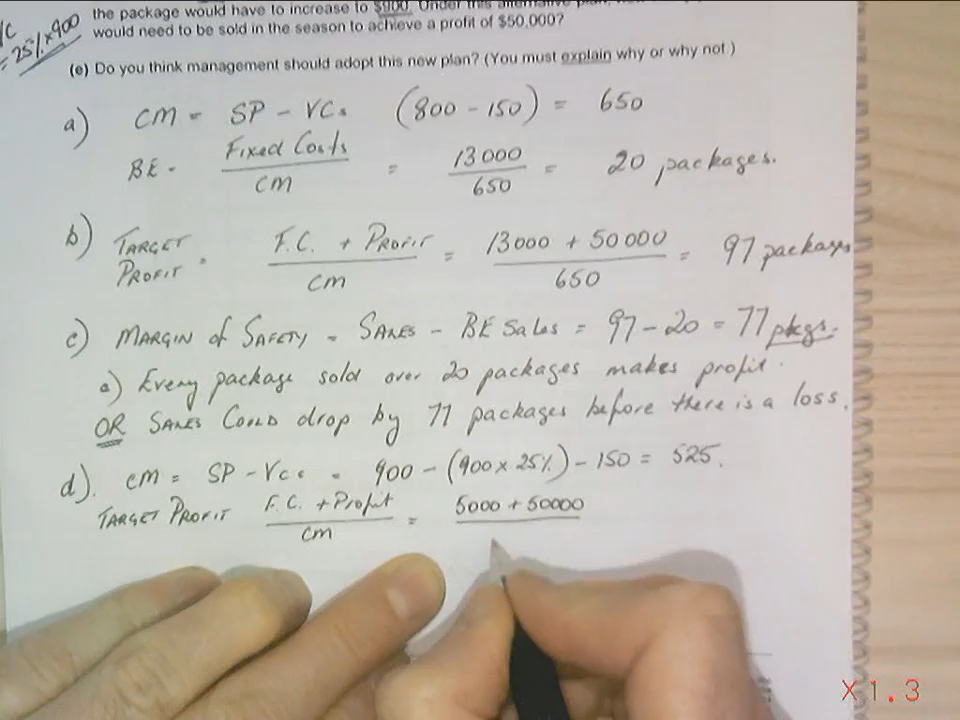 VC
= 25% x 900
the package would have to increase to $900. Under this alternative plan,
would need to be sold in the season to achieve a profit of $50,000?
(e) Do you think management should adopt this new plan? (You must explain why or why not.)
a) CM = SP - VCs (800 - 150) = 650
BE = Fixed Costs / CM = 13000 / 650 = 20 packages.
b) TARGET PROFIT = F.C. + PROFIT / CM = 13000 + 50000 / 650 = 97 packages
c) MARGIN of SAFETY = SALES - BE Sales = 97 - 20 = 77 pkgs.
a) Every package sold over 20 packages makes profit.
OR SALES COULD drop by 77 packages before there is a loss.
d). CM = SP - VCs = 900 - (900 x 25%) - 150 = 525.
TARGET PROFIT F.C. + Profit / CM = 5000 + 50000
X1.3